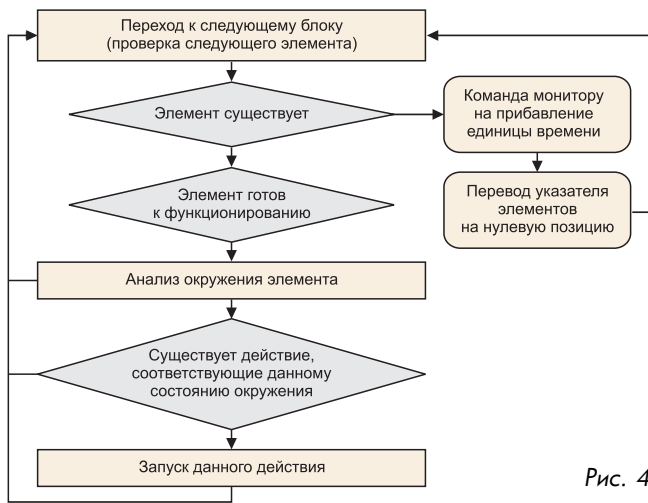 Переход к следующему блоку
(проверка следующего элемента)
Элемент существует
Команда монитору
на прибавление
единицы времени
Элемент готов
к функционированию
Перевод указателя
элементов
на нулевую позицию
Анализ окружения элемента
Существует действие,
соответствующие данному
состоянию окружения
Запуск данного действия
Рис. 4